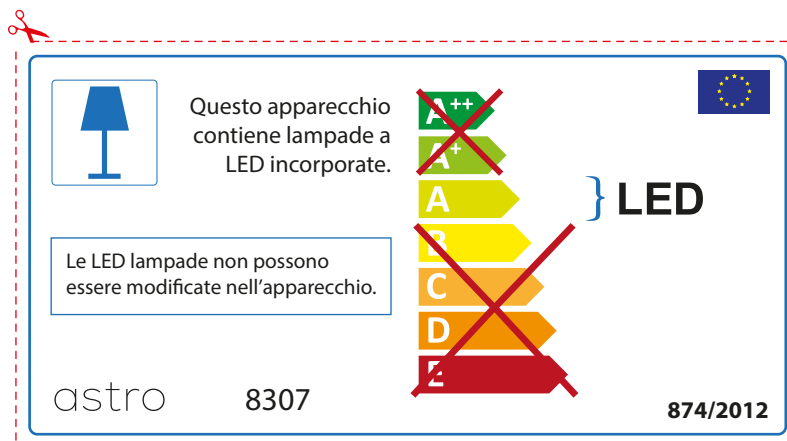 Questo apparecchio
contiene lampade a
LED incorporate.
Le LED lampade non possono
essere modificate nell'apparecchio.
A++
A+
A
B
C
D
E
LED
astro
8307
874/2012